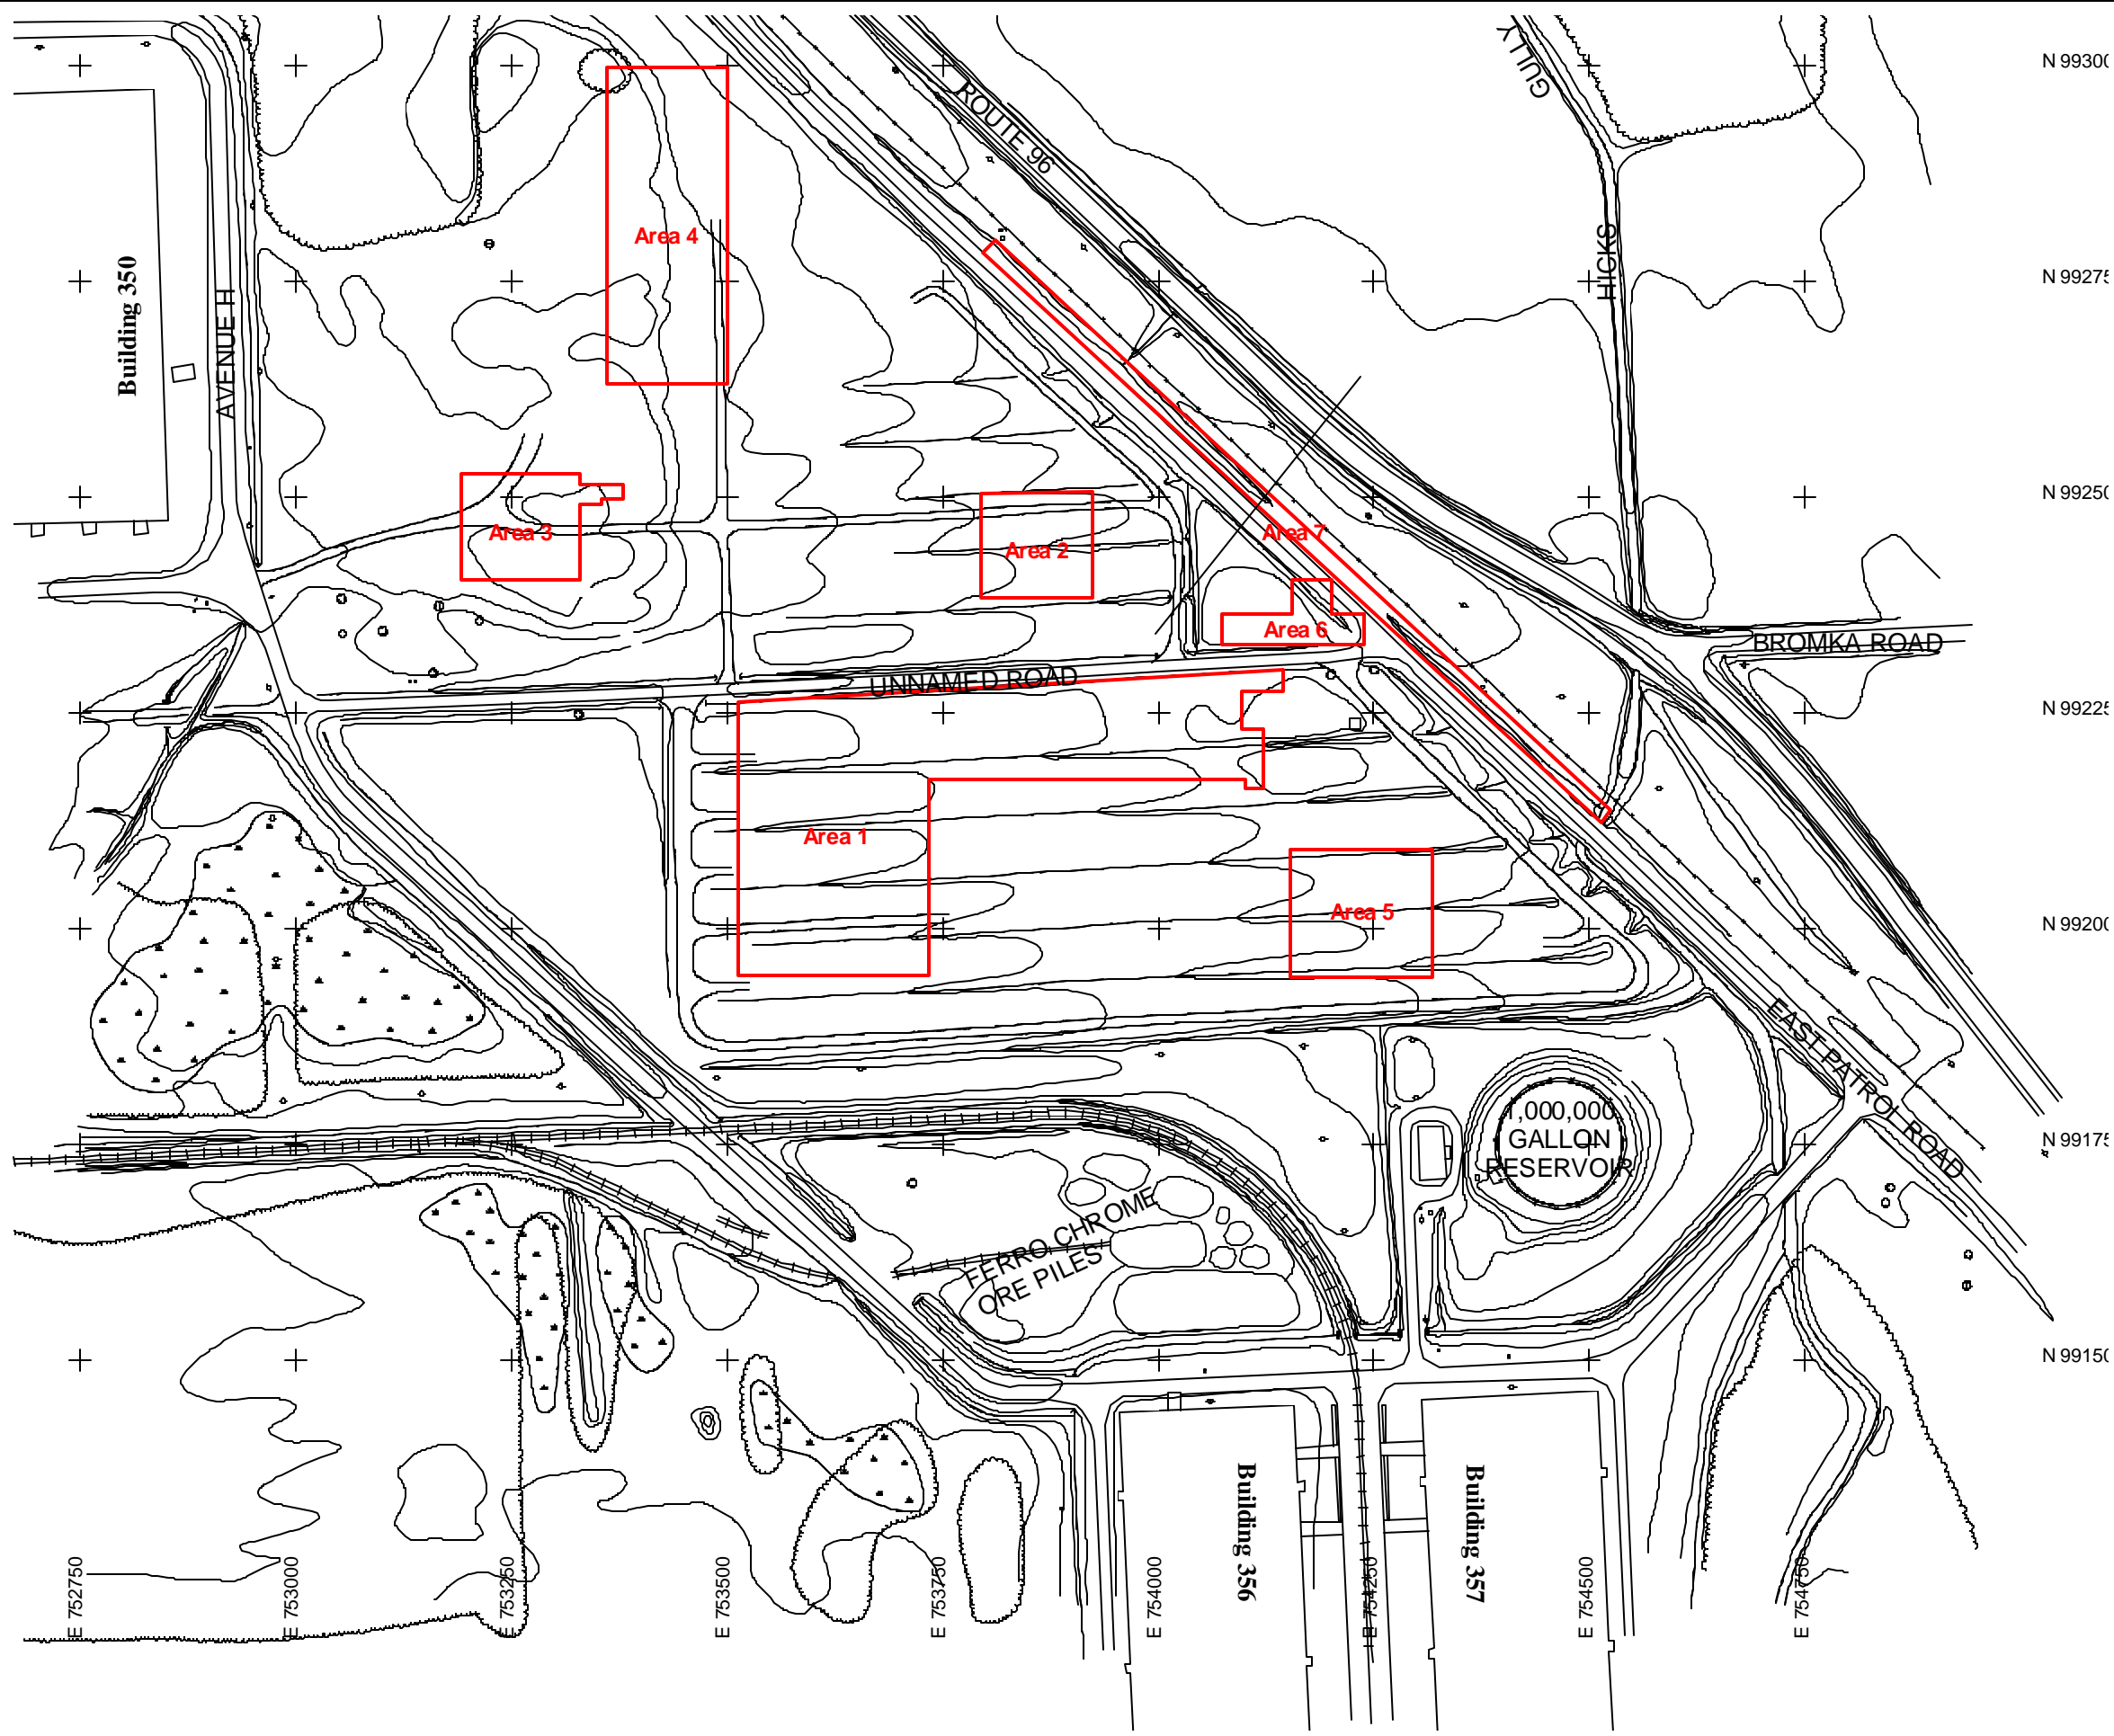 N 99300
GULLY
ROUTE 96
Area 4
HICKS
Building 350
AVENUE H
N 99275
N 99250
Area 3
Area 2
Area 7
Area 6
BROMKA ROAD
UNNAMED ROAD
N 99225
Area 1
Area 5
N 99200
EAST PATROL ROAD
1,000,000
GALLON
RESERVOIR
N 99175
FERRO CHROME
ORE PILES
N 99150
Building 356
Building 357
E 752750
E 753000
E 753250
E 753500
E 753750
E 754000
E 754250
E 754500
E 754750